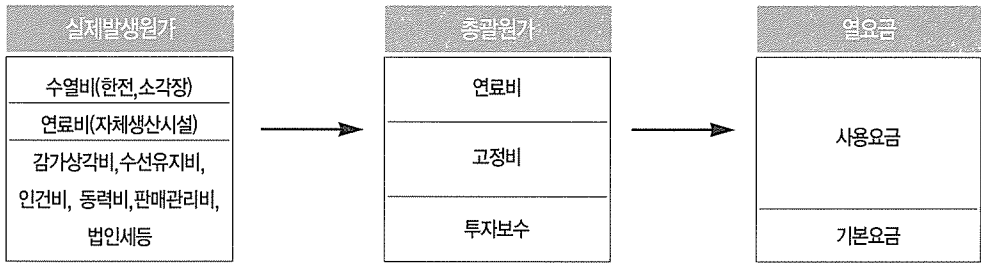 실제발생원가
수열비(한전,소각장)
연료비(자체생산시설)
감가상각비,수선유지비,
인건비, 동력비,판매관리비,
법인세등
총괄원가
연료비
고정비
투자보수
열요금
사용요금
기본요금